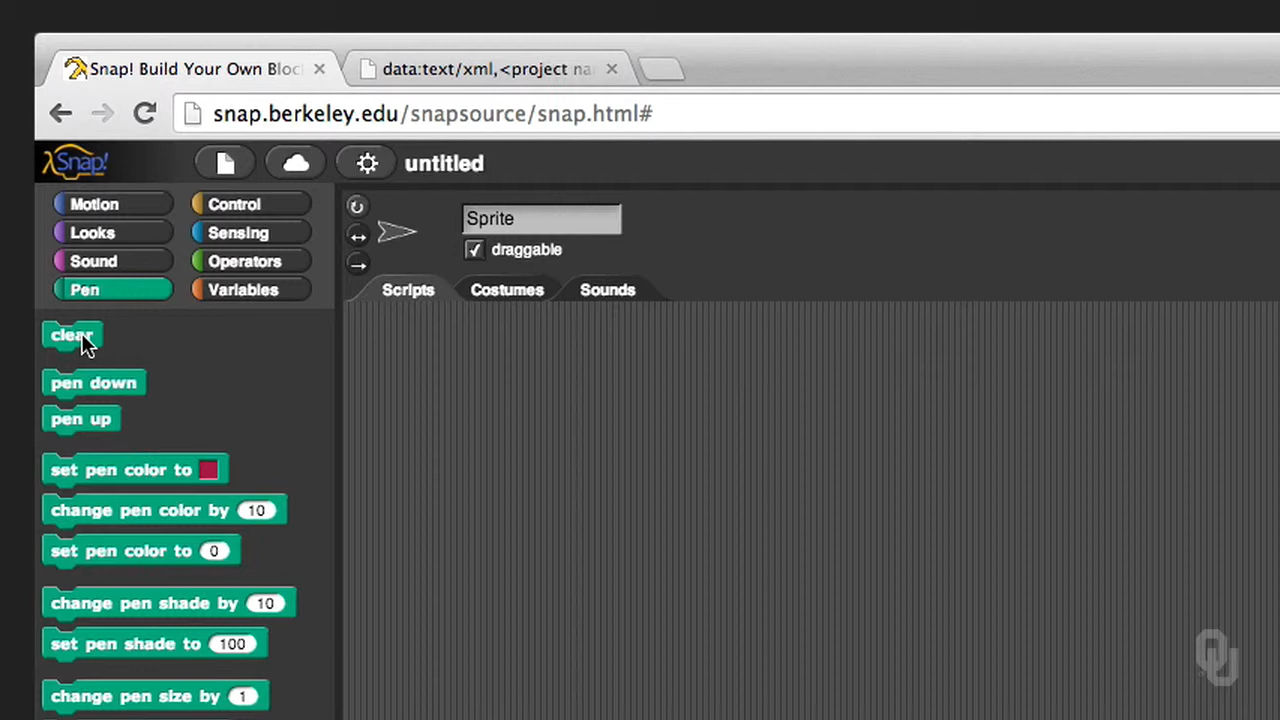 Snap! Build Your Own Bloc
data:text/xml,<project na
snap.berkeley.edu/snapsource/snap.html#
λSnap!
untitled
Motion
Control
Looks
Sensing
Sound
Operators
Pen
Variables
Sprite
draggable
Scripts
Costumes
Sounds
clear
pen down
pen up
set pen color to
change pen color by 10
set pen color to 0
change pen shade by 10
set pen shade to 100
change pen size by 1
OU